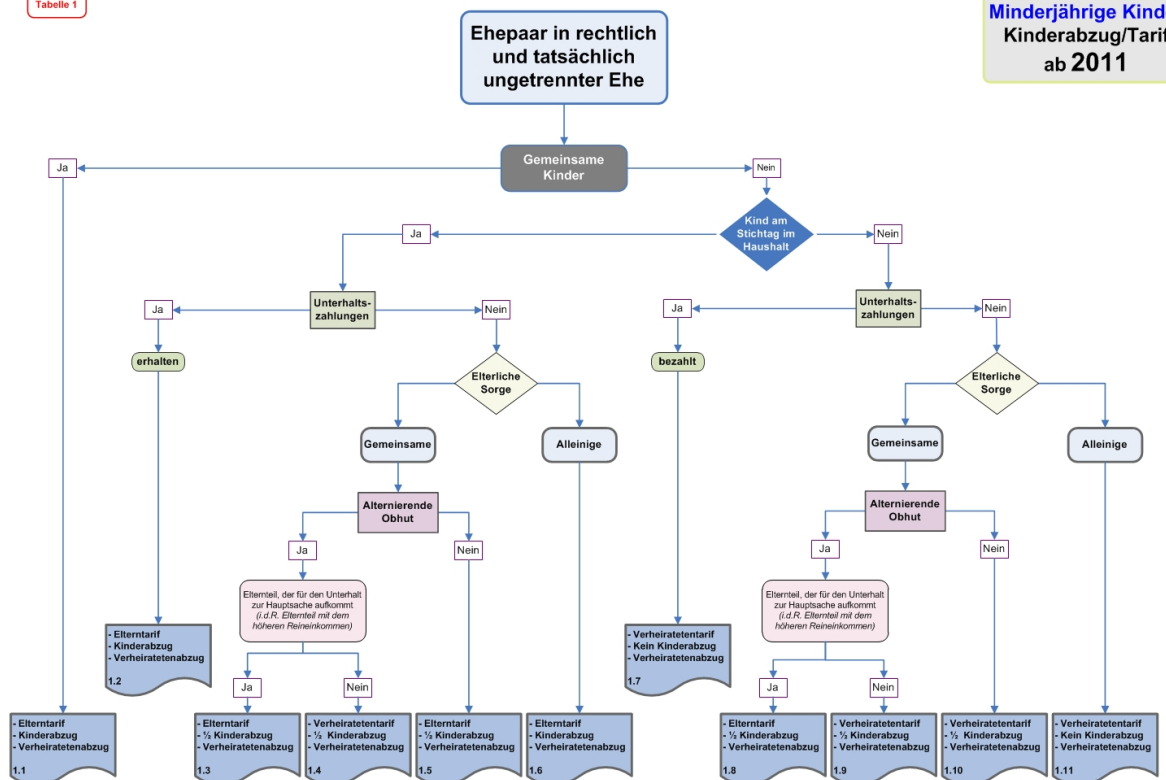 Tabelle 1
Minderjährige Kind
Kinderabzug/Tarif
ab 2011
Ehepaar in rechtlich
und tatsächlich
ungetrennter Ehe
Gemeinsame
Kinder
Ja
Nein
Kind am
Stichtag im
Haushalt
Ja
Nein
Unterhalts-
zahlungen
Ja
Nein
Unterhalts-
zahlungen
Ja
Nein
erhalten
Elterliche
Sorge
bezahlt
Elterliche
Sorge
Gemeinsame
Alleinige
Gemeinsame
Alleinige
Alternierende
Obhut
Alternierende
Obhut
Ja
Nein
Ja
Nein
Elternteil, der für den Unterhalt
zur Hauptsache aufkommt
(i.d.R. Elternteil mit dem
höheren Reineinkommen)
Elternteil, der für den Unterhalt
zur Hauptsache aufkommt
(i.d.R. Elternteil mit dem
höheren Reineinkommen)
- Elterntarif
- Kinderabzug
- Verheiratetenabzug
1.2
- Verheiratetentarif
- Kein Kinderabzug
- Verheiratetenabzug
1.7
Ja
Nein
Ja
Nein
- Elterntarif
- Kinderabzug
- Verheiratetenabzug
1.1
- Elterntarif
- ½ Kinderabzug
- Verheiratetenabzug
1.3
- Verheiratetentarif
- ½ Kinderabzug
- Verheiratetenabzug
1.4
- Elterntarif
- ½ Kinderabzug
- Verheiratetenabzug
1.5
- Elterntarif
- Kinderabzug
- Verheiratetenabzug
1.6
- Elterntarif
- ½ Kinderabzug
- Verheiratetenabzug
1.8
- Verheiratetentarif
- ½ Kinderabzug
- Verheiratetenabzug
1.9
- Verheiratetentarif
- ½ Kinderabzug
- Verheiratetenabzug
1.10
- Verheiratetentarif
- Kein Kinderabzug
- Verheiratetenabzug
1.11